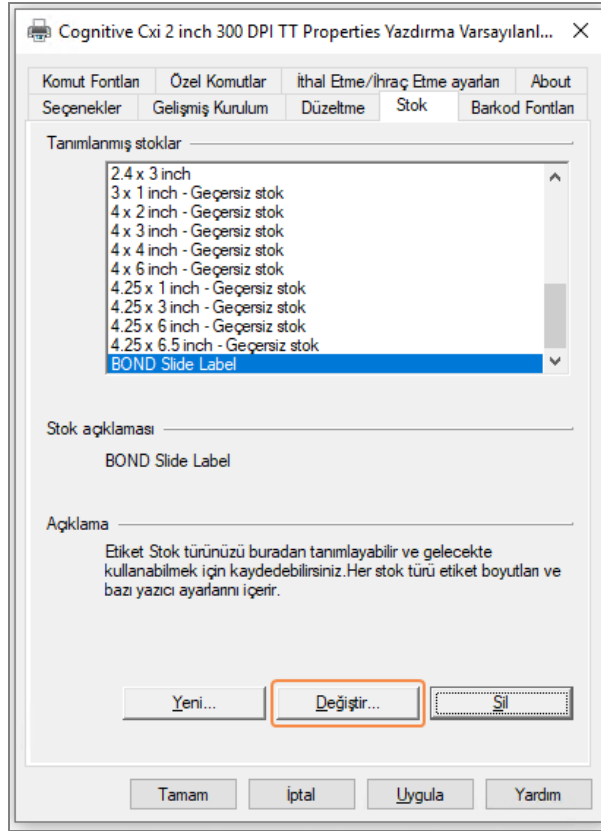 Cognitive Cxi 2 inch 300 DPI TT Properties Yazdırma Varsayılanl...
Komut Fontları Özel Komutlar İthal Etme/İhraç Etme ayarları About
Seçenekler Gelişmiş Kurulum Düzeltme Stok Barkod Fontları
Tanımlanmış stoklar
2.4 x 3 inch
3 x 1 inch - Geçersiz stok
4 x 2 inch - Geçersiz stok
4 x 3 inch - Geçersiz stok
4 x 4 inch - Geçersiz stok
4 x 6 inch - Geçersiz stok
4.25 x 1 inch - Geçersiz stok
4.25 x 3 inch - Geçersiz stok
4.25 x 6 inch - Geçersiz stok
4.25 x 6.5 inch - Geçersiz stok
BOND Slide Label
Stok açıklaması
BOND Slide Label
Açıklama
Etiket Stok türünüzü buradan tanımlayabilir ve gelecekte
kullanabilmek için kaydedebilirsiniz.Her stok türü etiket boyutları ve
bazı yazıcı ayarlarını içerir.
Yeni... Değiştir... Sil
Tamam İptal Uygula Yardım